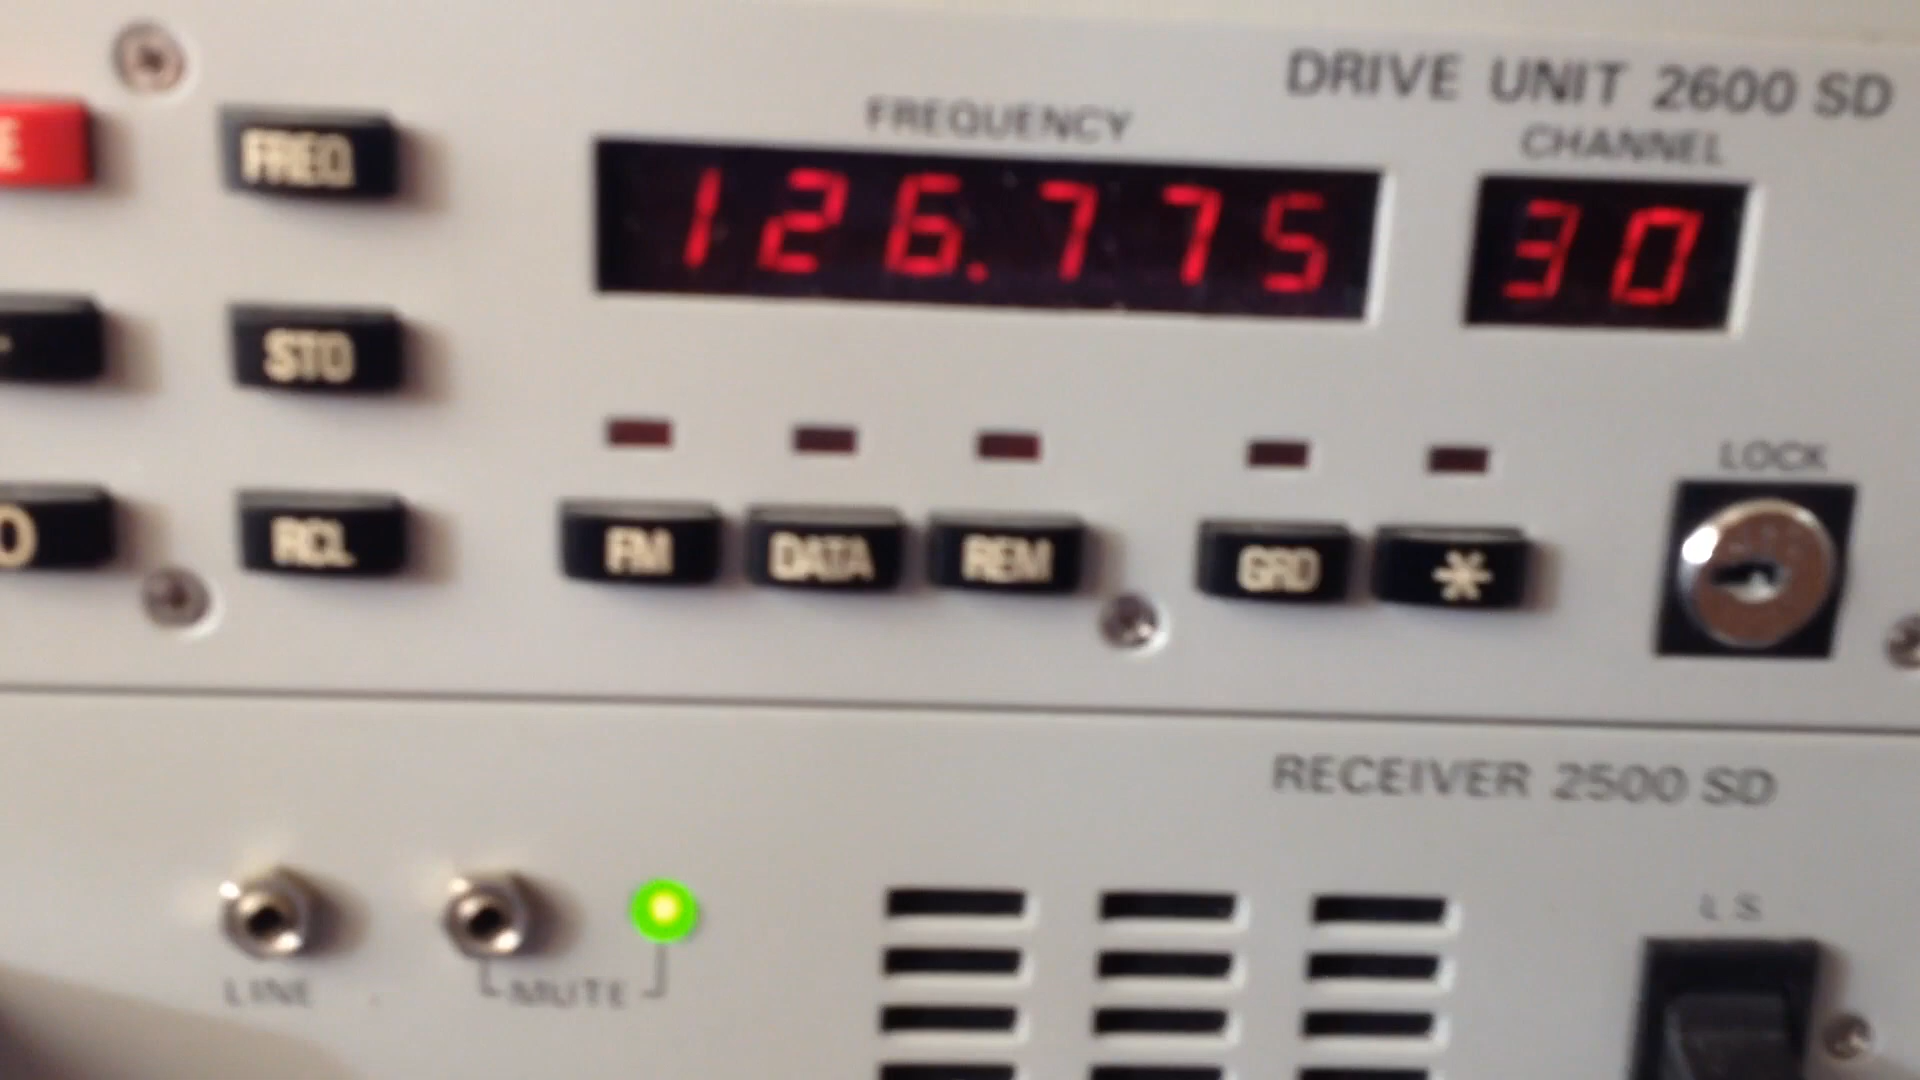 DRIVE UNIT 2600 SD
FREQUENCY
CHANNEL
E
FREQ
126.775
30
STO
LOCK
0
RCL
FM
DATA
REM
GRD
*
RECEIVER 2500 SD
LS
LINE
MUTE